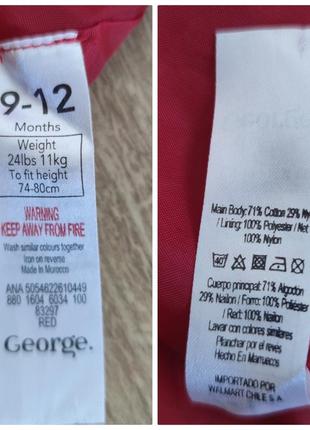 9-12
Months
Weight
24lbs 11kg
To fit height
74-80cm
WARNING
KEEP AWAY FROM FIRE
Wash similar colours together
Iron on reverse
Made in Morocco
ANA 5054622610449
880 1604 6034 100
83297
RED
George.
Main Body: 71% Cotton 29% Ny
/ Lining: 100% Polyester / Net
100% Nylon
40
Cuerpo principal: 71% Algodon
29% Nailon / Forro: 100% Poliéster
/ Red: 100% Nailon
Lavar con colores similares
Planchar por el revés
Hecho En Marruecos
IMPORTADO POR
WALMART CHILE S.A.